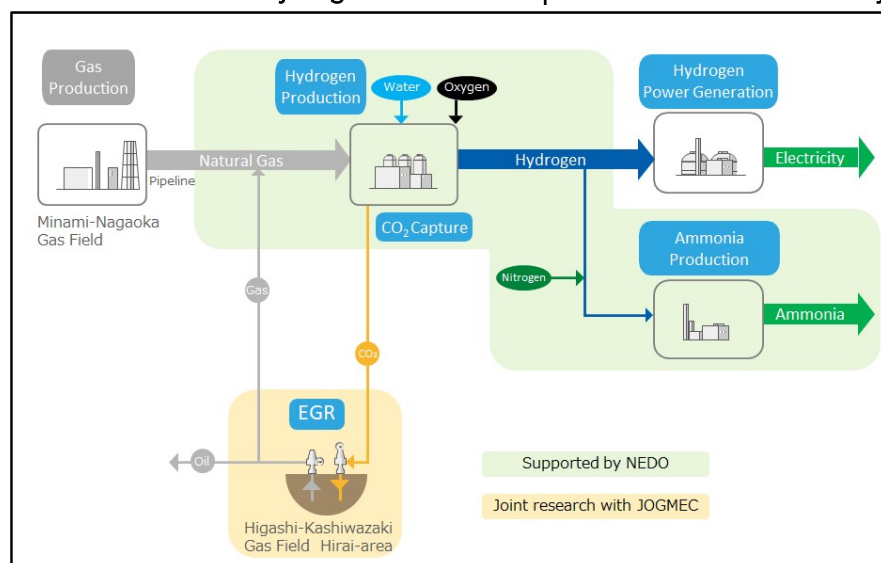 Gas
Production
Hydrogen
Production
Water
Oxygen
Hydrogen
Power Generation
Natural Gas
Hydrogen
Electricity
Pipeline
Minami-Nagaoka
Gas Field
CO₂ Capture
Ammonia
Production
Nitrogen
Gas
Ammonia
CO₂
EGR
Oil
Supported by NEDO
Joint research with JOGMEC
Higashi-Kashiwazaki
Gas Field Hirai-area